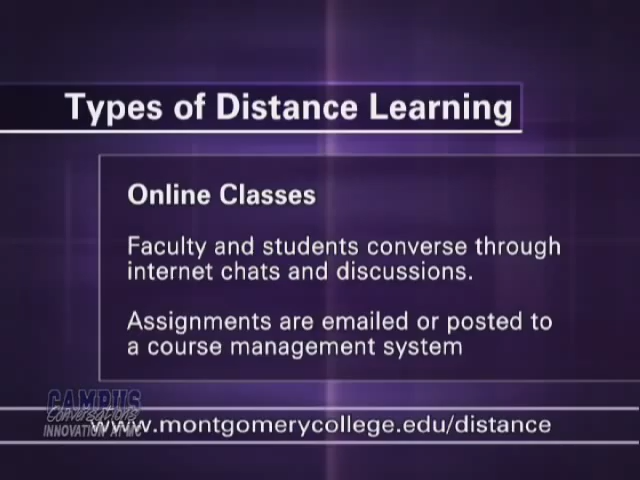 Types of Distance Learning
Online Classes
Faculty and students converse through
internet chats and discussions.
Assignments are emailed or posted to
a course management system
CAMPUS
Conversations
INNOVATION AT MC
www.montgomerycollege.edu/distance